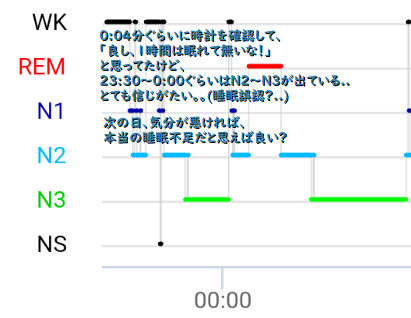 WK
0:04分ぐらいに時計を確認して、
「良し、1時間は眠れて無いな!」
REM
と思ってたけど、
23:30〜0:00ぐらいはN2〜N3が出ている..
とても信じがたい。。(睡眠誤認?..)
N1
次の日、気分が悪ければ、
本当の睡眠不足だと思えば良い?
N2
N3
NS
00:00